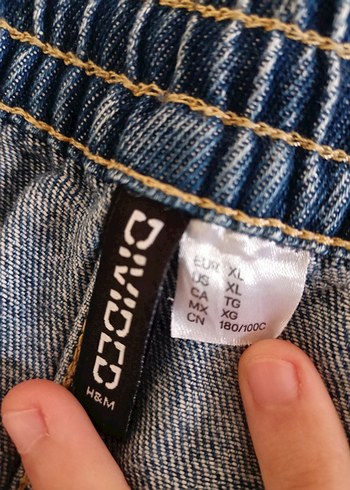 DIVIDED
H&M
EUR XL
US XL
CA TG
MX XG
CN 180/100C